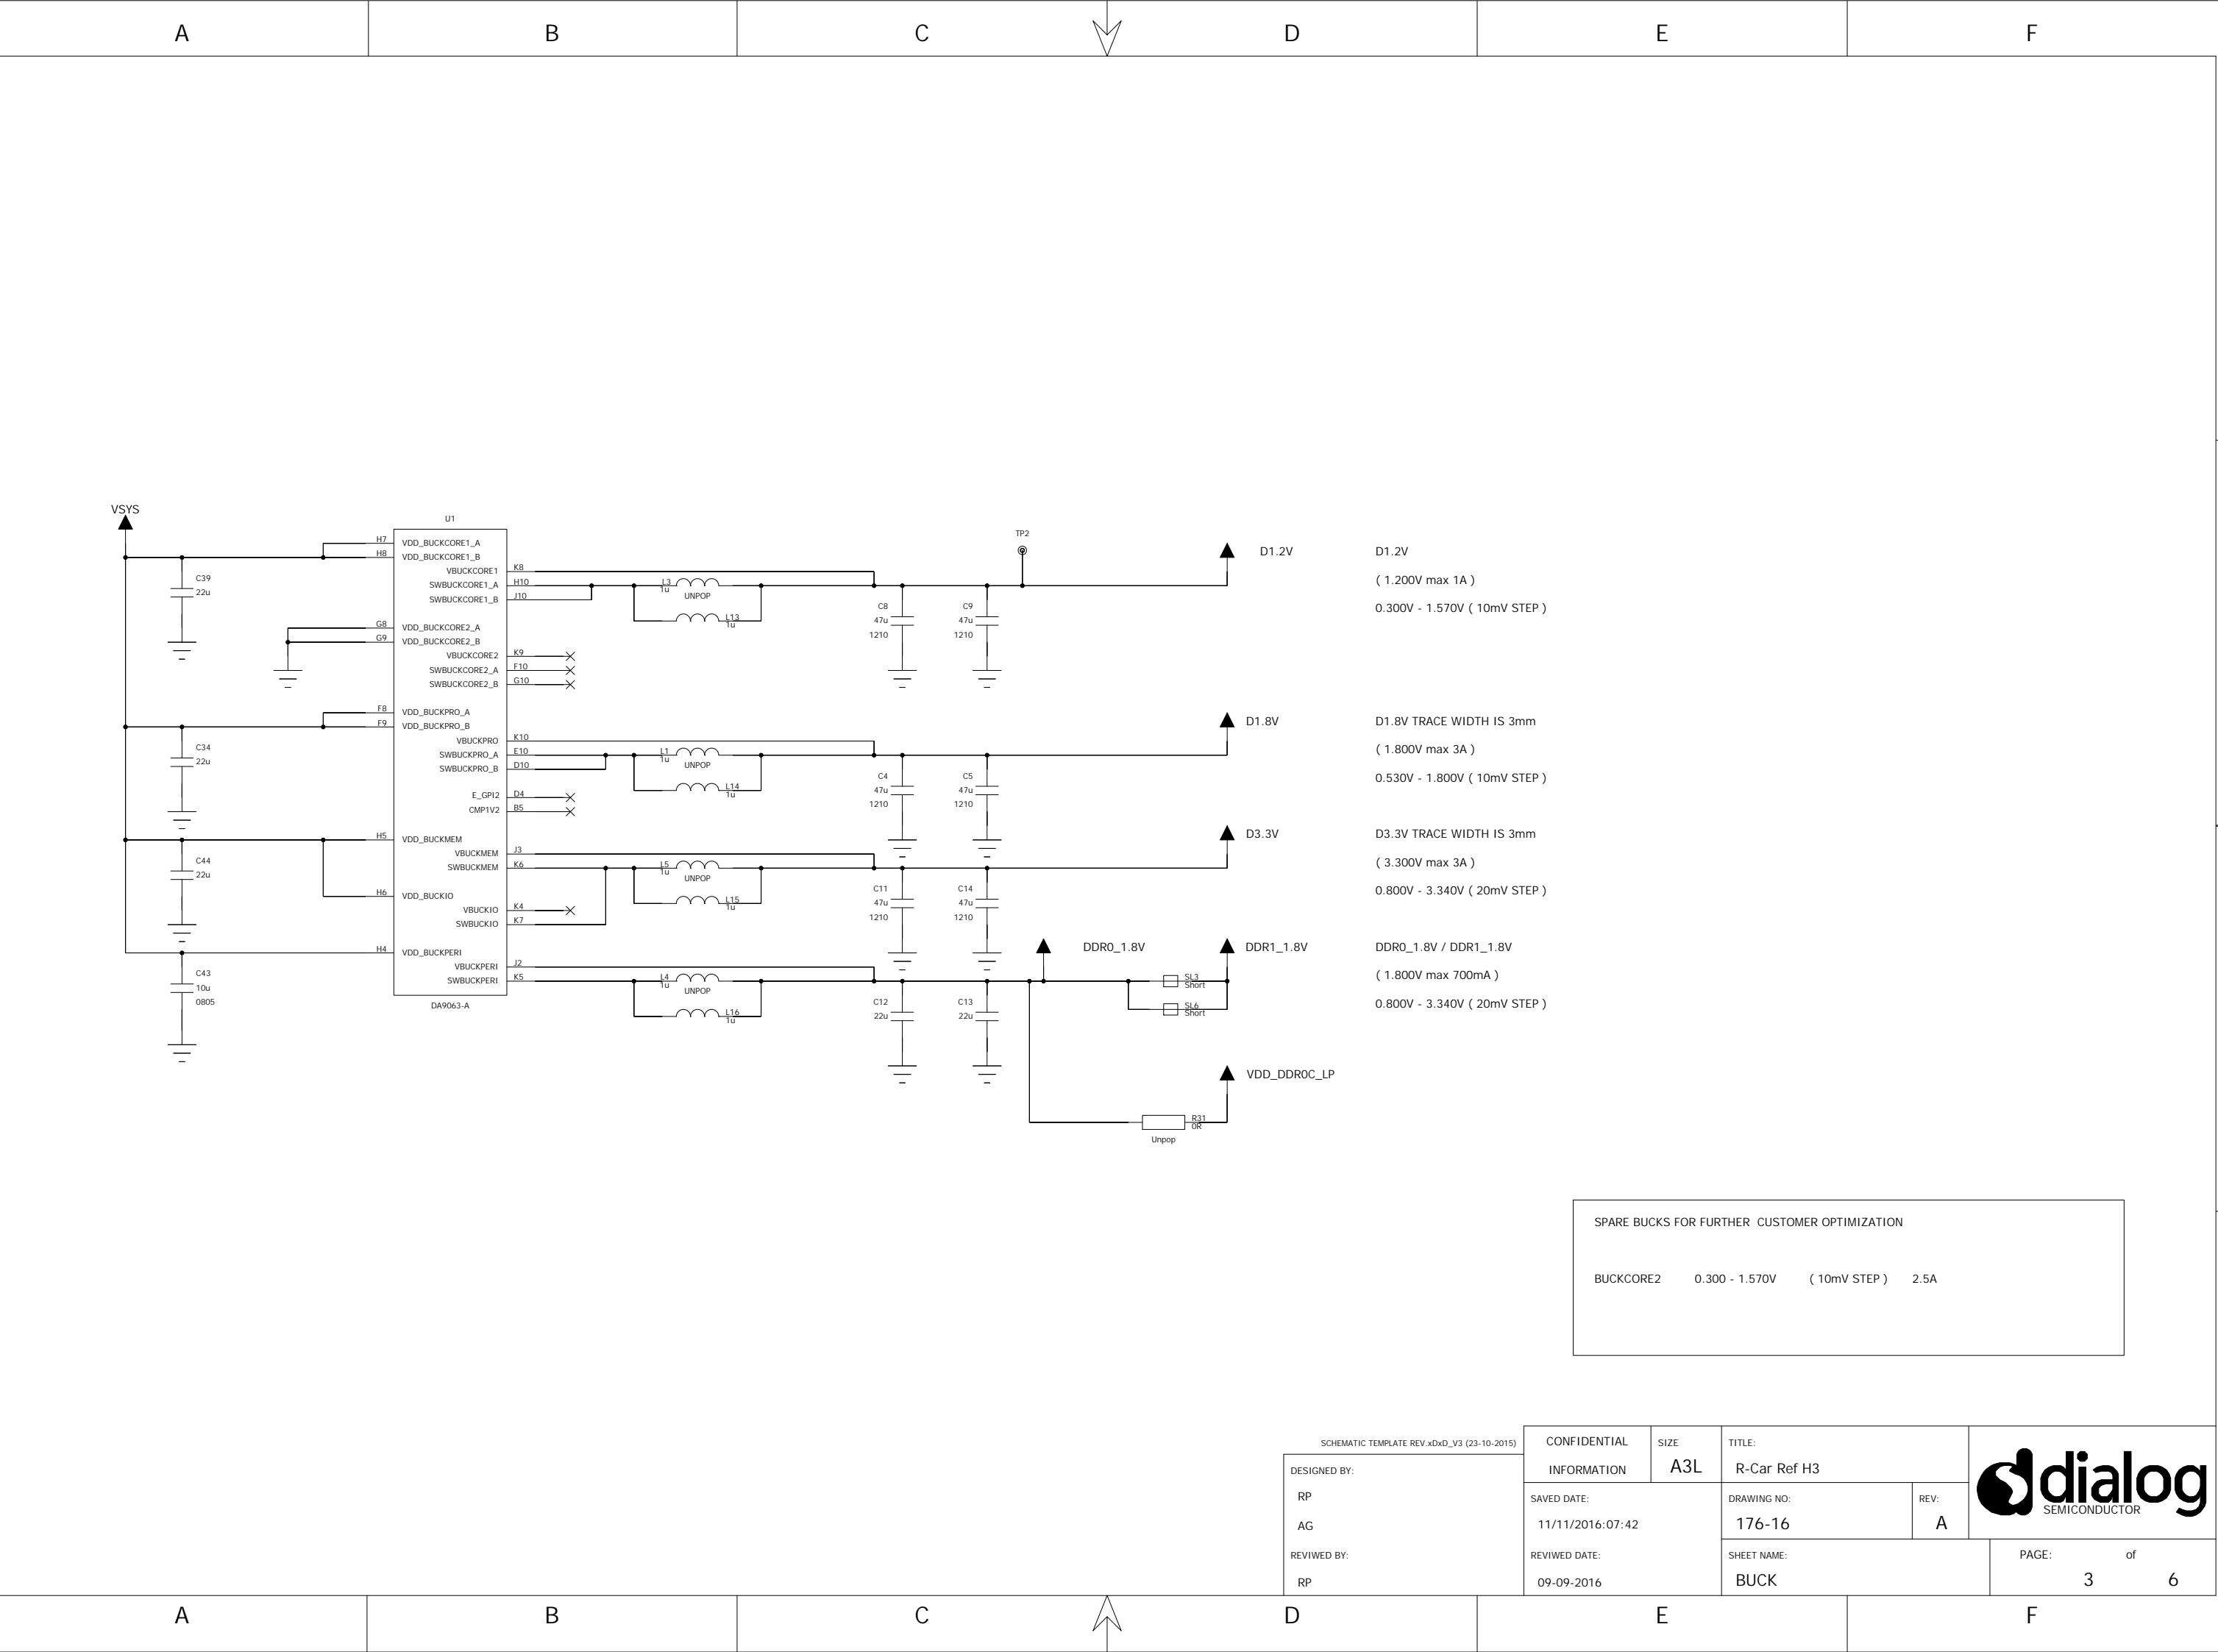 A B C D E F
VSYS
U1
H7 VDD_BUCKCORE1_A
H8 VDD_BUCKCORE1_B
VBUCKCORE1 K8
SWBUCKCORE1_A H10
SWBUCKCORE1_B J10
G8 VDD_BUCKCORE2_A
G9 VDD_BUCKCORE2_B
VBUCKCORE2 K9
SWBUCKCORE2_A F10
SWBUCKCORE2_B G10
F8 VDD_BUCKPRO_A
F9 VDD_BUCKPRO_B
VBUCKPRO K10
SWBUCKPRO_A E10
SWBUCKPRO_B D10
E_GPI2 D4
CMP1V2 B5
H5 VDD_BUCKMEM
VBUCKMEM J3
SWBUCKMEM K6
H6 VDD_BUCKIO
VBUCKIO K4
SWBUCKIO K7
H4 VDD_BUCKPERI
VBUCKPERI J2
SWBUCKPERI K5
DA9063-A
C39
22u
C34
22u
C44
22u
C43
10u
0805
L3
1u
UNPOP
L13
1u
C8
47u
1210
C9
47u
1210
TP2
D1.2V
D1.2V
( 1.200V max 1A )
0.300V - 1.570V ( 10mV STEP )
L1
1u
UNPOP
L14
1u
C4
47u
1210
C5
47u
1210
D1.8V
D1.8V TRACE WIDTH IS 3mm
( 1.800V max 3A )
0.530V - 1.800V ( 10mV STEP )
L5
1u
UNPOP
L15
1u
C11
47u
1210
C14
47u
1210
D3.3V
D3.3V TRACE WIDTH IS 3mm
( 3.300V max 3A )
0.800V - 3.340V ( 20mV STEP )
L4
1u
UNPOP
L16
1u
C12
22u
C13
22u
DDR0_1.8V
SL3
Short
SL6
Short
DDR1_1.8V
DDR0_1.8V / DDR1_1.8V
( 1.800V max 700mA )
0.800V - 3.340V ( 20mV STEP )
VDD_DDR0C_LP
R31
0R
Unpop
SPARE BUCKS FOR FURTHER CUSTOMER OPTIMIZATION
BUCKCORE2 0.300 - 1.570V ( 10mV STEP ) 2.5A
SCHEMATIC TEMPLATE REV.xDxD_V3 (23-10-2015)
DESIGNED BY:
RP
AG
REVIWED BY:
RP
CONFIDENTIAL
INFORMATION
SIZE
A3L
TITLE:
R-Car Ref H3
SAVED DATE:
11/11/2016:07:42
DRAWING NO:
176-16
REV:
A
REVIWED DATE:
09-09-2016
SHEET NAME:
BUCK
dialog
SEMICONDUCTOR
PAGE: of
3 6
A B C D E F